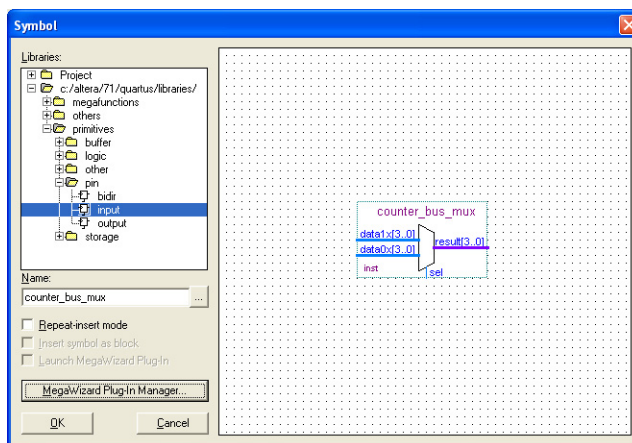 Symbol
Libraries:
Project
c:/altera/71/quartus/libraries/
megafunctions
others
primitives
buffer
logic
other
pin
bidir
input
output
storage
Name:
counter_bus_mux
...
Repeat-insert mode
Insert symbol as block
Launch MegaWizard Plug-In
MegaWizard Plug-In Manager...
OK
Cancel
counter_bus_mux
data1x[3..0]
result[3..0]
data0x[3..0]
inst
sel